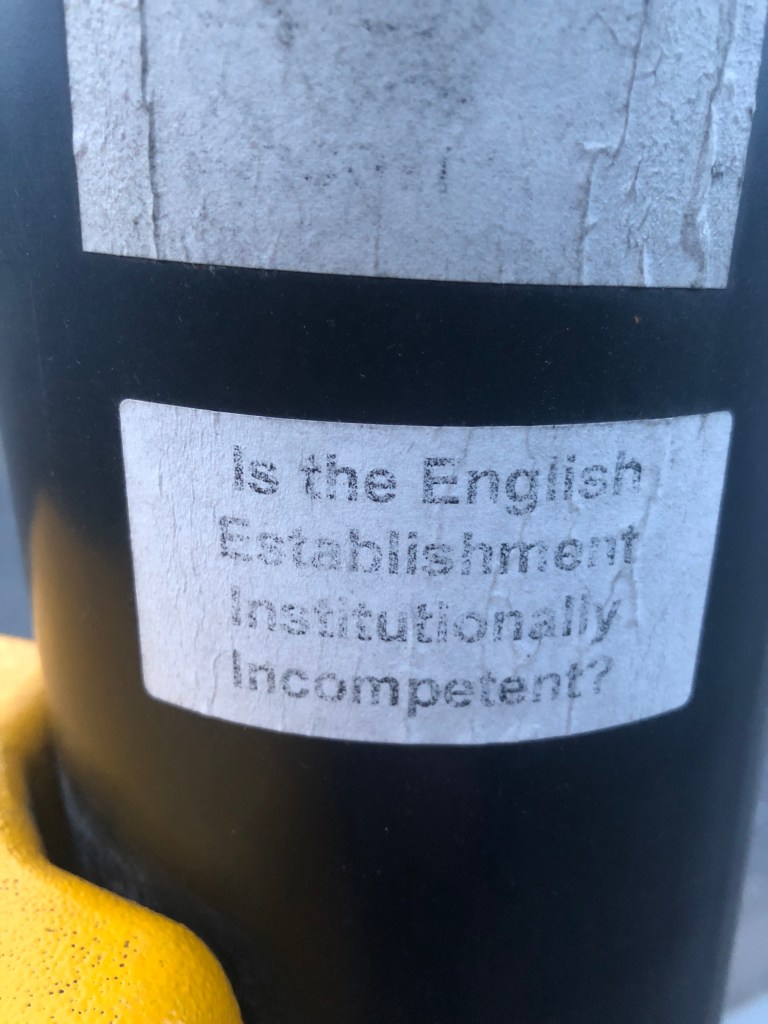 Is the English
Establishment
Institutionally
Incompetent?